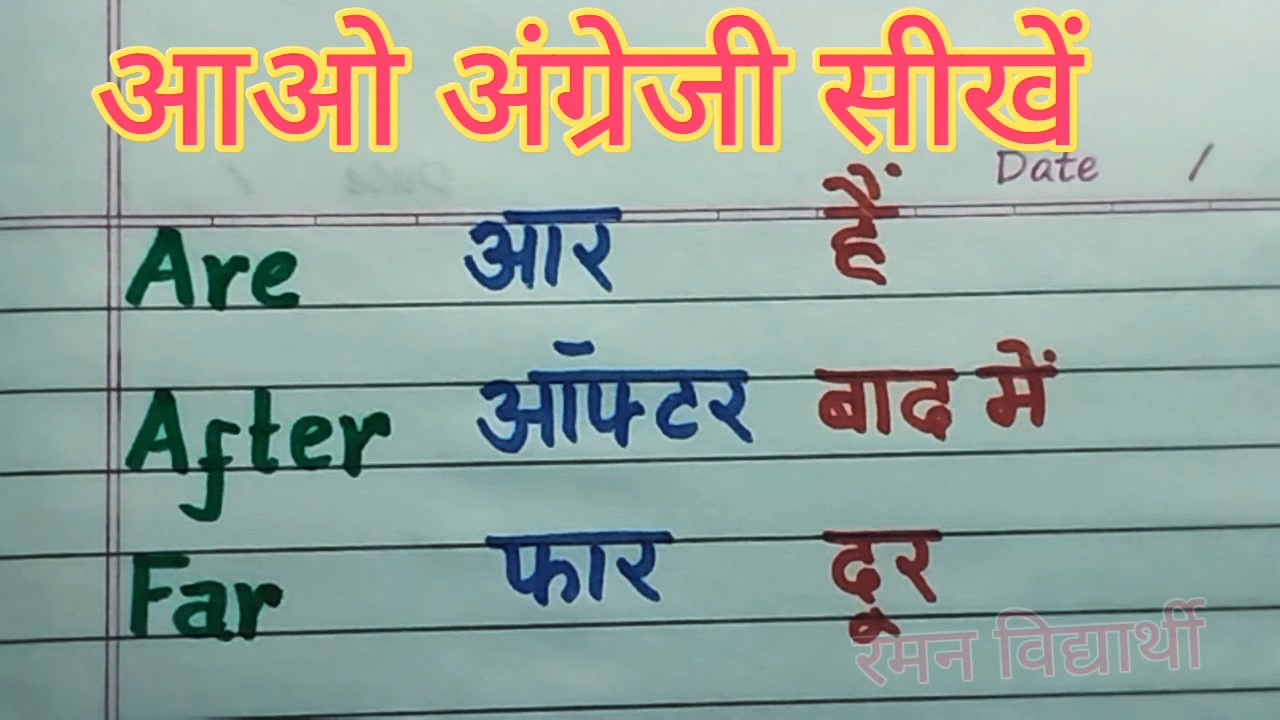 आओ अंग्रेजी सीखें
Date /
Are आर हैं
After ऑफ्टर बाद में
Far फार दूर
रमन विद्यार्थी